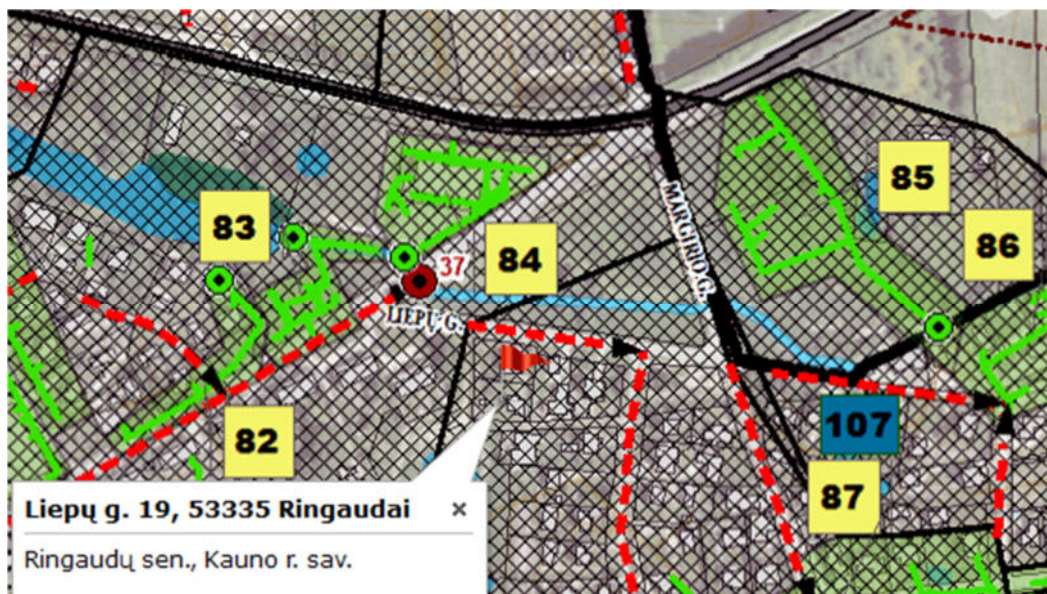 85
83
86
84
37
MARGIRIO G.
LIEPŲ G.
107
82
87
Liepų g. 19, 53335 Ringaudai ×
Ringaudų sen., Kauno r. sav.